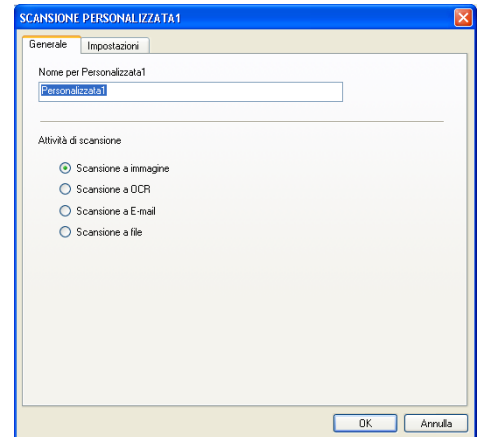 SCANSIONE PERSONALIZZATA1
Generale Impostazioni
Nome per Personalizzata1
Personalizzata1
Attività di scansione
Scansione a immagine
Scansione a OCR
Scansione a E-mail
Scansione a file
OK Annulla